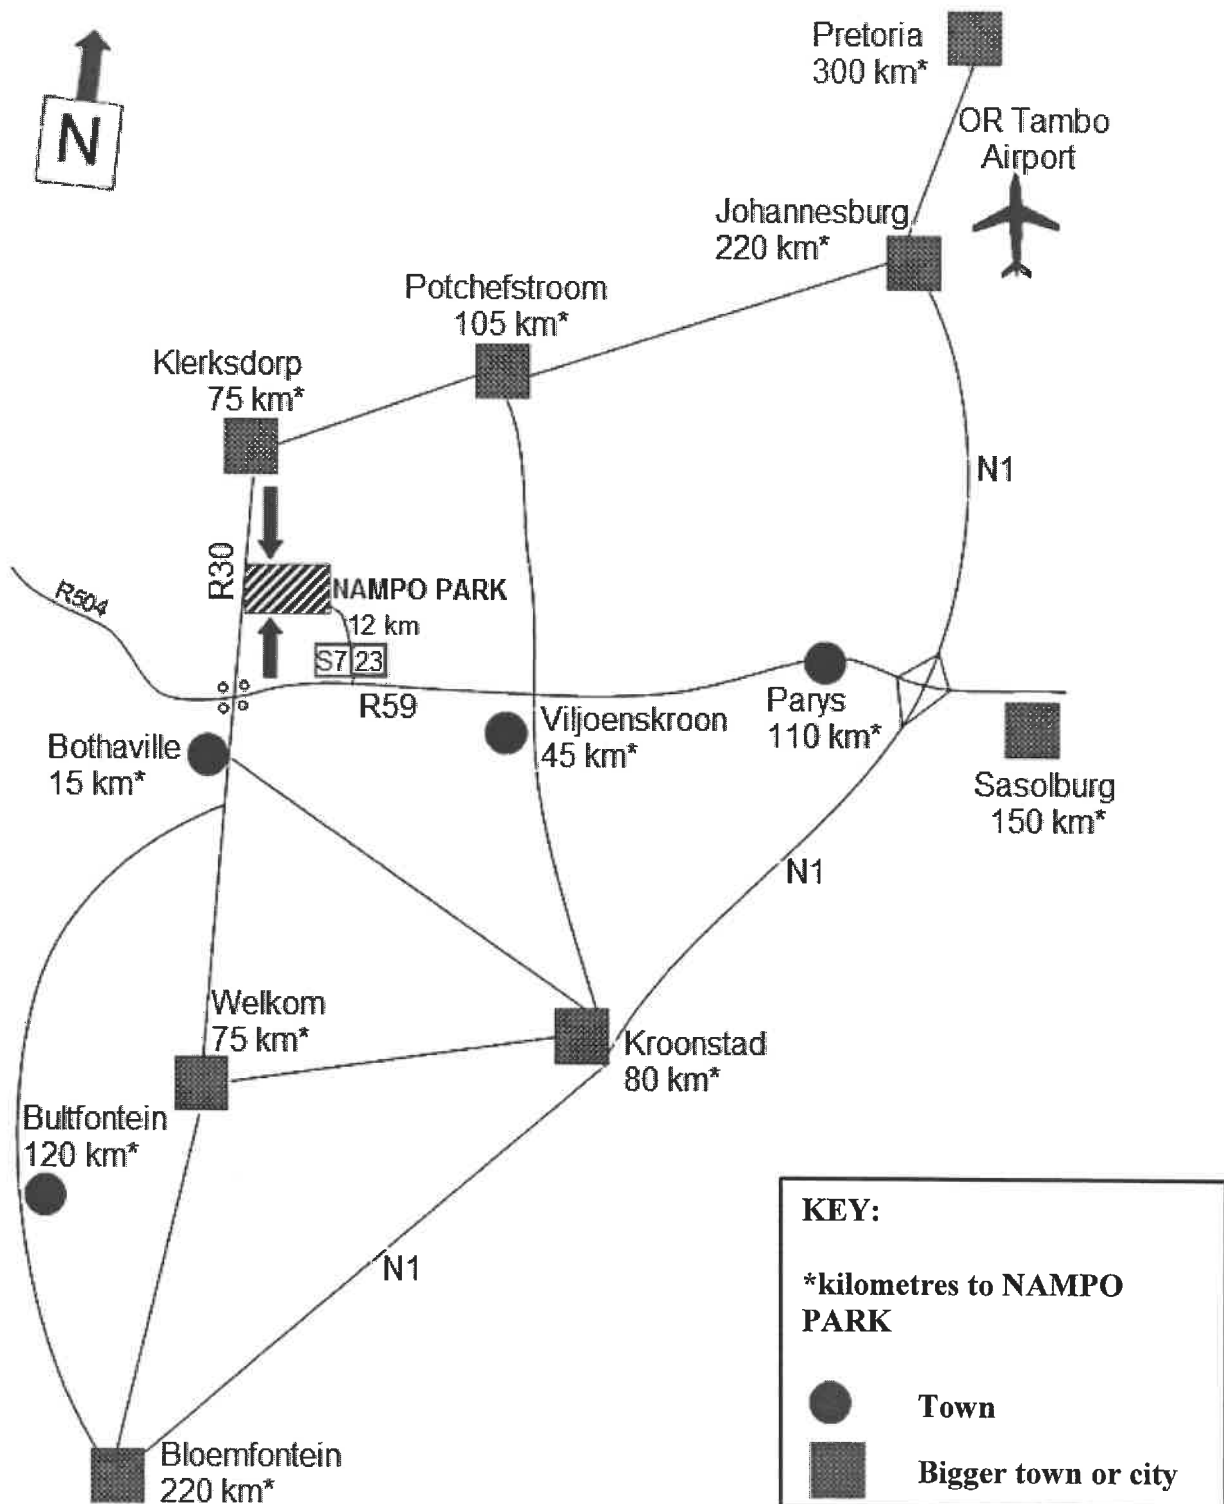 N
Pretoria
300 km*
OR Tambo
Airport
Johannesburg
220 km*
Potchefstroom
105 km*
Klerksdorp
75 km*
N1
R30
R504
NAMPO PARK
12 km
S7 23
R59
Parys
110 km*
Viljoenskroon
45 km*
Bothaville
15 km*
Sasolburg
150 km*
N1
Welkom
75 km*
Kroonstad
80 km*
Bultfontein
120 km*
N1
Bloemfontein
220 km*
KEY:
*kilometres to NAMPO
PARK
Town
Bigger town or city